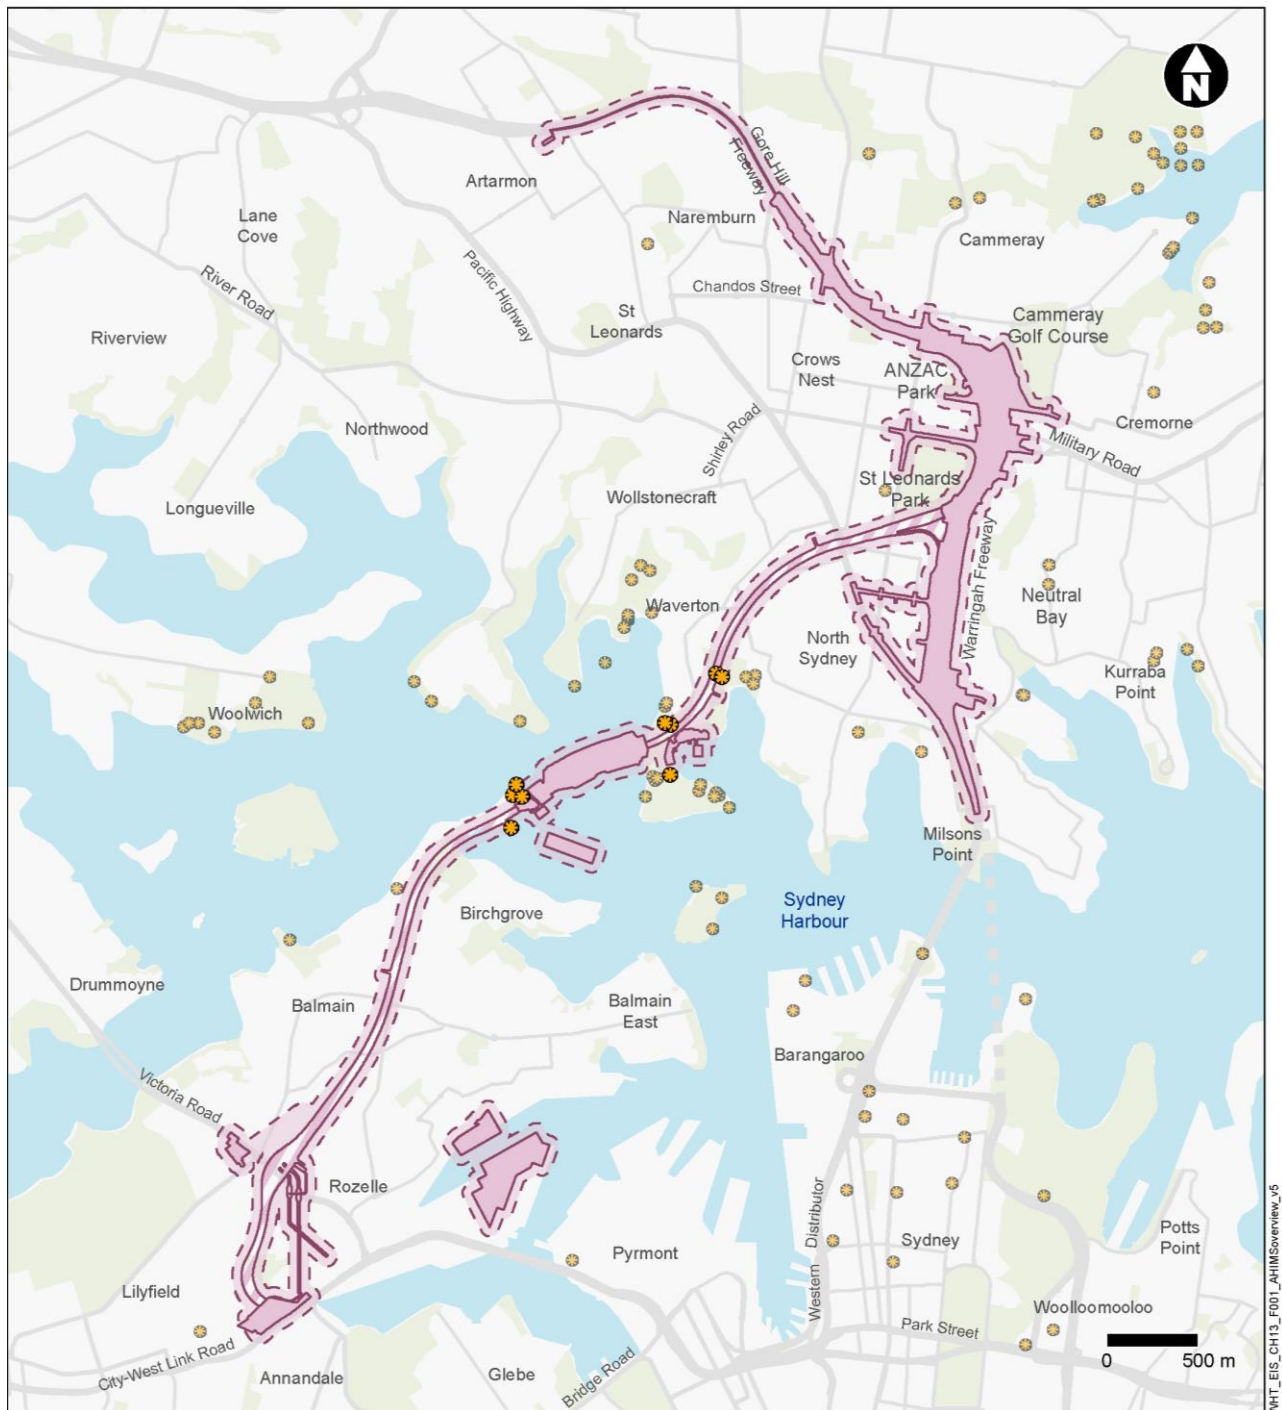 N
Gore Hill
Freeway
Artarmon
Lane
Cove
Naremburn
Cammeray
Pacific Highway
River Road
Chandos Street
St
Leonards
Cammeray
Golf Course
Riverview
Crows
Nest
ANZAC
Park
Northwood
Shirley Road
Cremorne
Military Road
Longueville
Wollstonecraft
St Leonards
Park
Warringah Freeway
Waverton
Neutral
Bay
North
Sydney
Kurraba
Point
Woolwich
Milsons
Point
Birchgrove
Sydney
Harbour
Drummoyne
Balmain
Balmain
East
Barangaroo
Victoria Road
Rozelle
Western Distributor
Sydney
Potts
Point
Pyrmont
Lilyfield
Woolloomooloo
Park Street
City-West Link Road
Annandale
Glebe
Bridge Road
0 500 m
WHT_EIS_CH13_F001_AHIMSoverview_v5